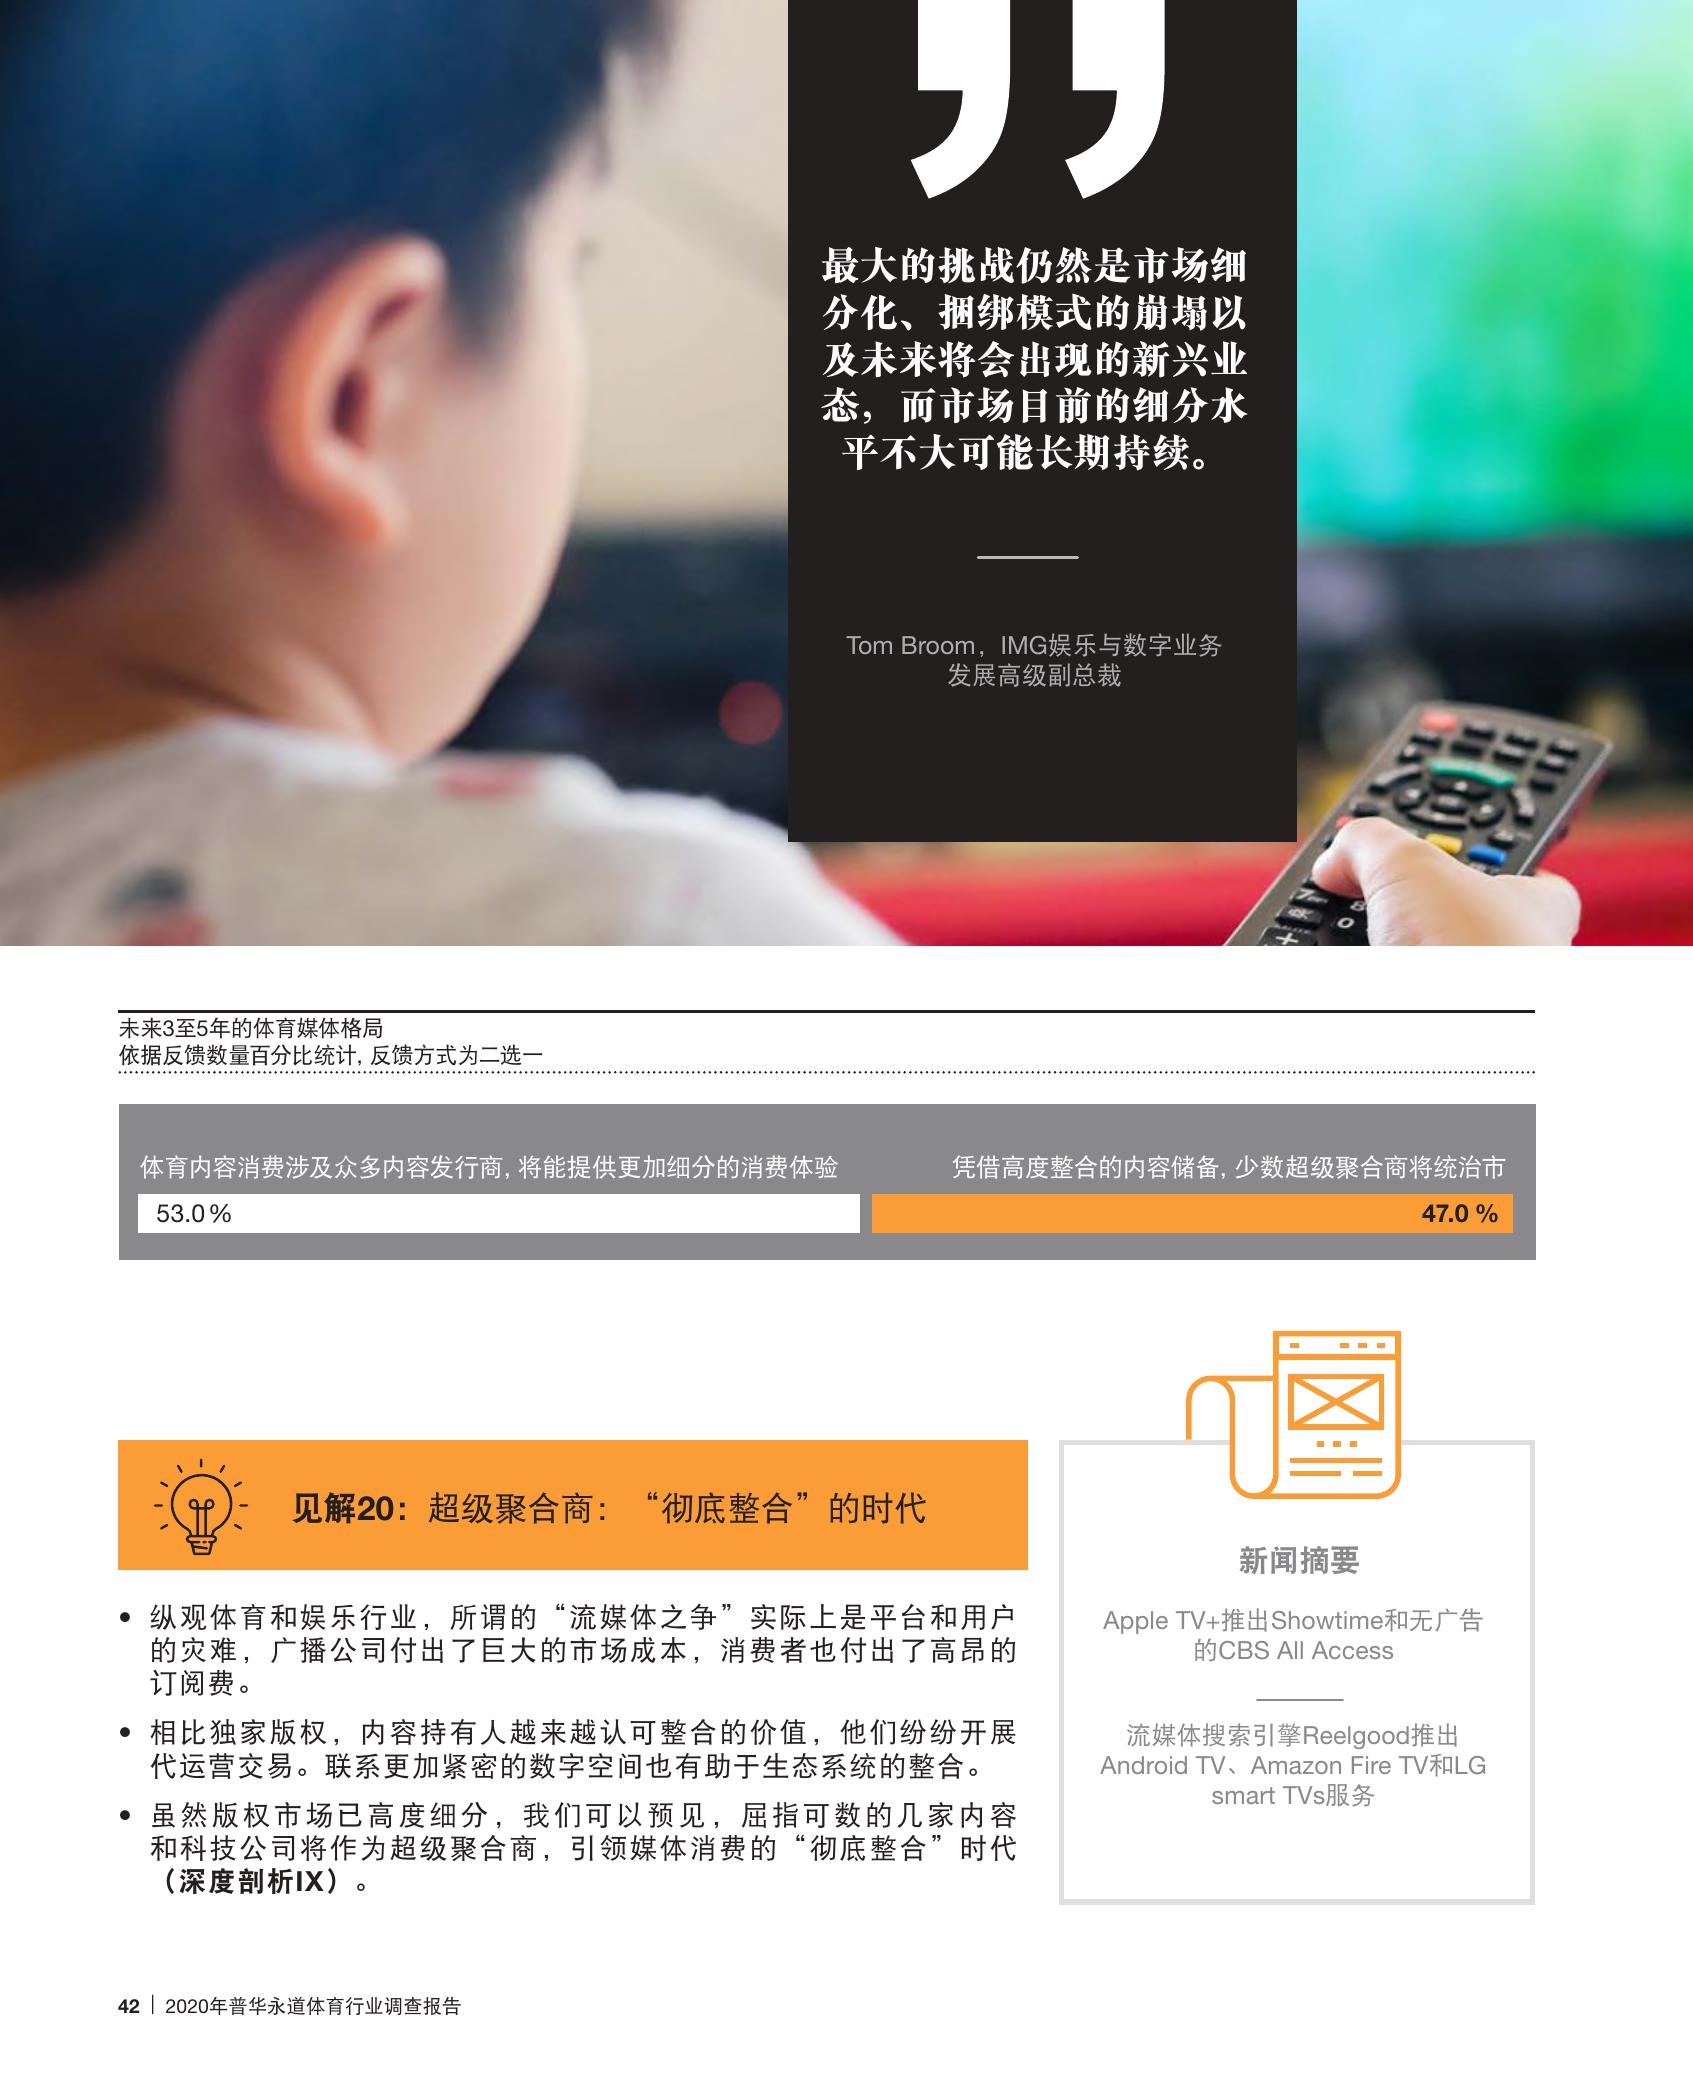 最大的挑战仍然是市场细
分化、捆绑模式的崩塌以
及未来将会出现的新兴业
态，而市场目前的细分水
平不大可能长期持续。
Tom Broom，IMG娱乐与数字业务
发展高级副总裁
未来3至5年的体育媒体格局
依据反馈数量百分比统计, 反馈方式为二选一
体育内容消费涉及众多内容发行商, 将能提供更加细分的消费体验
53.0%
凭借高度整合的内容储备, 少数超级聚合商将统治市
47.0 %
见解20：超级聚合商：“彻底整合”的时代
• 纵观体育和娱乐行业，所谓的“流媒体之争”实际上是平台和用户
的灾难，广播公司付出了巨大的市场成本，消费者也付出了高昂的
订阅费。
• 相比独家版权，内容持有人越来越认可整合的价值，他们纷纷开展
代运营交易。联系更加紧密的数字空间也有助于生态系统的整合。
• 虽然版权市场已高度细分，我们可以预见，屈指可数的几家内容
和科技公司将作为超级聚合商，引领媒体消费的“彻底整合”时代
（深度剖析IX）。
新闻摘要
Apple TV+推出Showtime和无广告
的CBS All Access
流媒体搜索引擎Reelgood推出
Android TV、Amazon Fire TV和LG
smart TVs服务
42 | 2020年普华永道体育行业调查报告